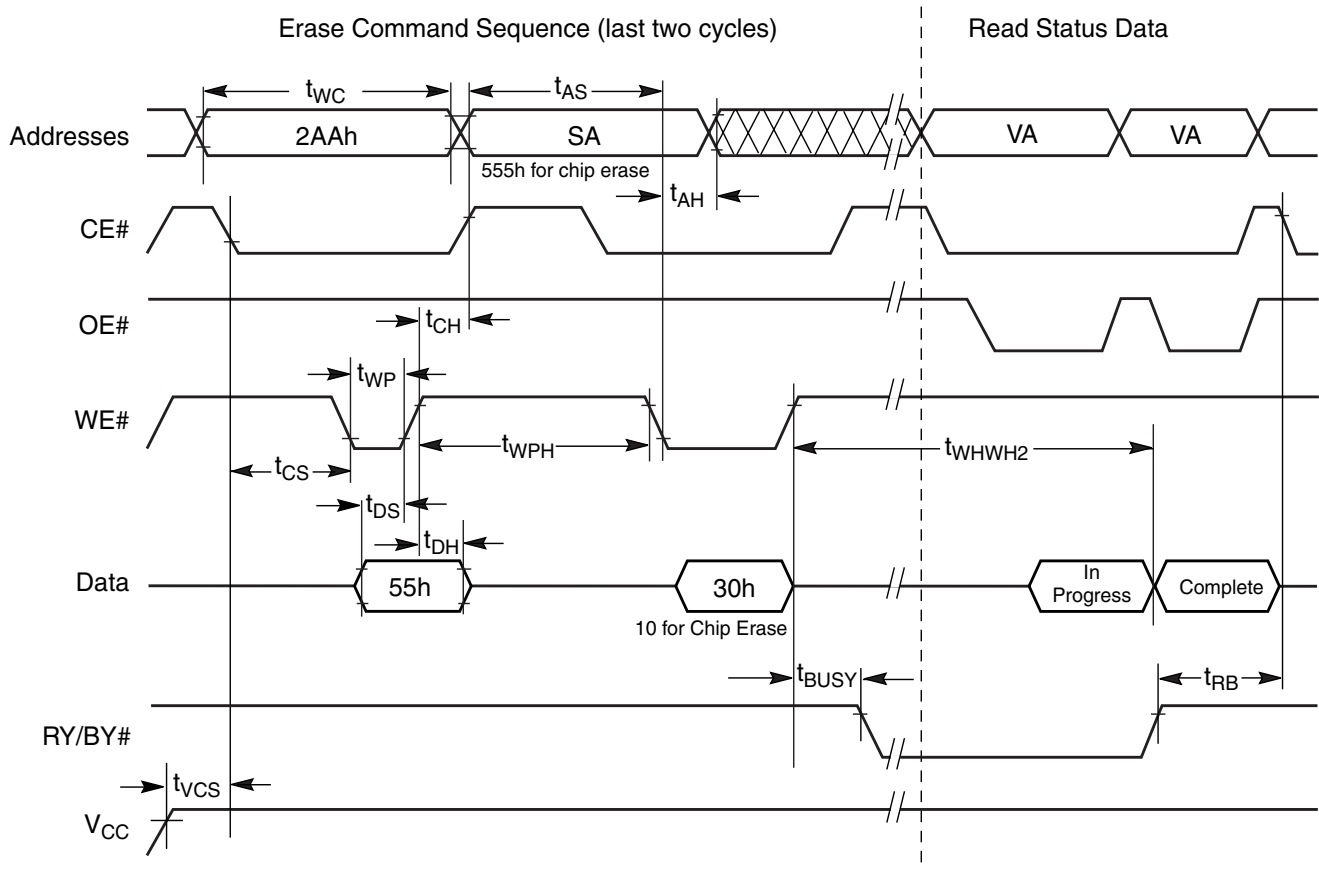 Erase Command Sequence (last two cycles)
Read Status Data
tWC
tAS
Addresses
2AAh
SA
VA
VA
555h for chip erase
tAH
CE#
OE#
tCH
tWP
WE#
tWPH
tWHWH2
tCS
tDS
tDH
Data
55h
30h
In
Progress
Complete
10 for Chip Erase
tBUSY
tRB
RY/BY#
tVCS
VCC